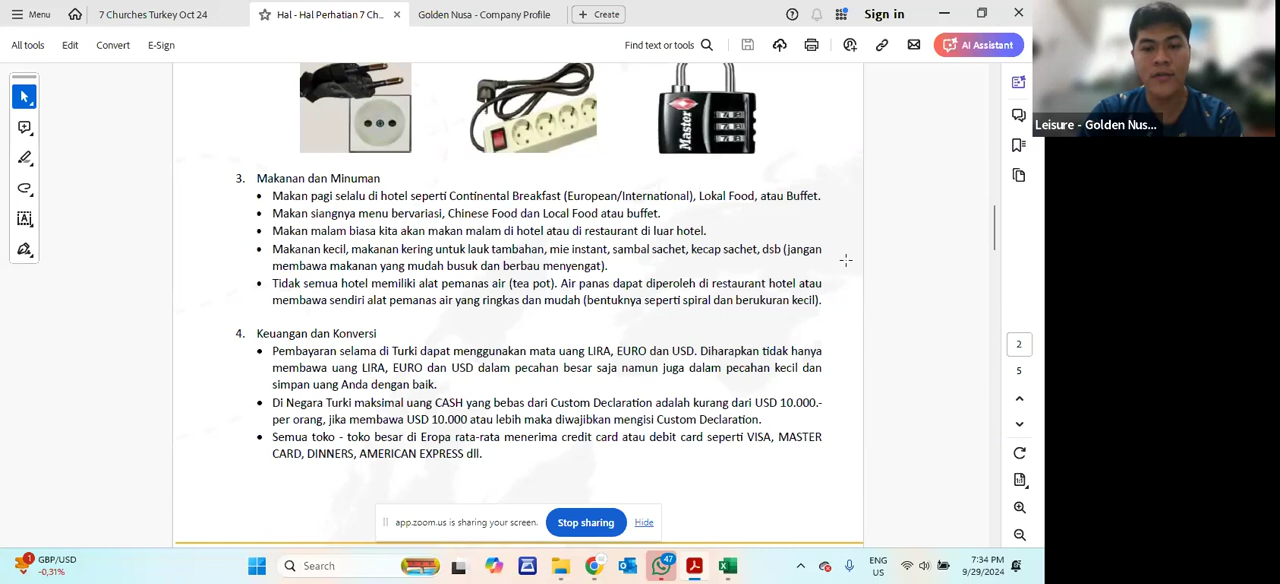 Menu
7 Churches Turkey Oct 24
Hal - Hal Perhatian 7 Ch...
Golden Nusa - Company Profile
Create
Sign in
All tools
Edit
Convert
E-Sign
Find text or tools
AI Assistant
Leisure - Golden Nus...
Master
3. Makanan dan Minuman
• Makan pagi selalu di hotel seperti Continental Breakfast (European/International), Lokal Food, atau Buffet.
• Makan siangnya menu bervariasi, Chinese Food dan Local Food atau buffet.
• Makan malam biasa kita akan makan malam di hotel atau di restaurant di luar hotel.
• Makanan kecil, makanan kering untuk lauk tambahan, mie instant, sambal sachet, kecap sachet, dsb (jangan
membawa makanan yang mudah busuk dan berbau menyengat).
• Tidak semua hotel memiliki alat pemanas air (tea pot). Air panas dapat diperoleh di restaurant hotel atau
membawa sendiri alat pemanas air yang ringkas dan mudah (bentuknya seperti spiral dan berukuran kecil).
4. Keuangan dan Konversi
• Pembayaran selama di Turki dapat menggunakan mata uang LIRA, EURO dan USD. Diharapkan tidak hanya
membawa uang LIRA, EURO dan USD dalam pecahan besar saja namun juga dalam pecahan kecil dan
simpan uang Anda dengan baik.
• Di Negara Turki maksimal uang CASH yang bebas dari Custom Declaration adalah kurang dari USD 10.000.-
per orang, jika membawa USD 10.000 atau lebih maka diwajibkan mengisi Custom Declaration.
• Semua toko - toko besar di Eropa rata-rata menerima credit card atau debit card seperti VISA, MASTER
CARD, DINNERS, AMERICAN EXPRESS dll.
2
5
app.zoom.us is sharing your screen.
Stop sharing
Hide
1
GBP/USD
-0,31%
Search
47
ENG
US
7:34 PM
9/29/2024